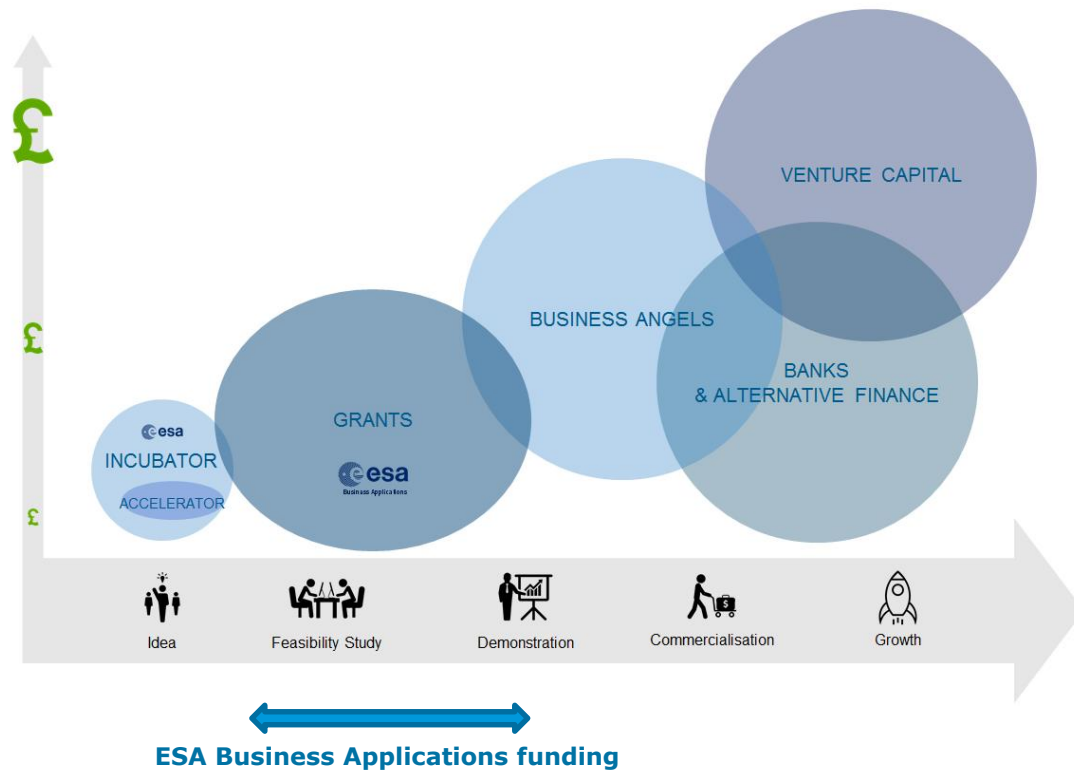 £
VENTURE CAPITAL
£
BUSINESS ANGELS
BANKS
& ALTERNATIVE FINANCE
GRANTS
esa
Business Applications
esa
INCUBATOR
ACCELERATOR
£
$
Idea
Feasibility Study
Demonstration
Commercialisation
Growth
ESA Business Applications funding